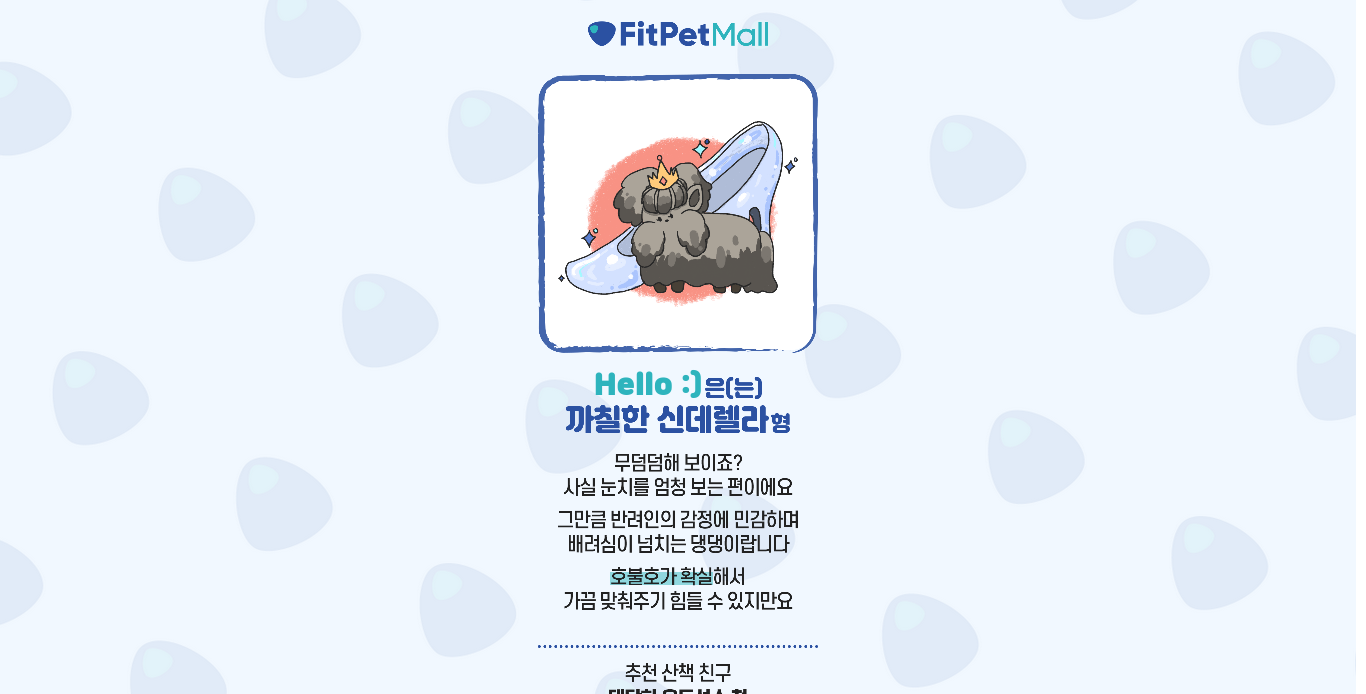 FitPetMall
Hello :)은(는)
까칠한 신데렐라형
무덤덤해 보이죠?
사실 눈치를 엄청 보는 편이에요
그만큼 반려인의 감정에 민감하며
배려심이 넘치는 댕댕이랍니다
호불호가 확실해서
가끔 맞춰주기 힘들 수 있지만요
추천 산책 친구